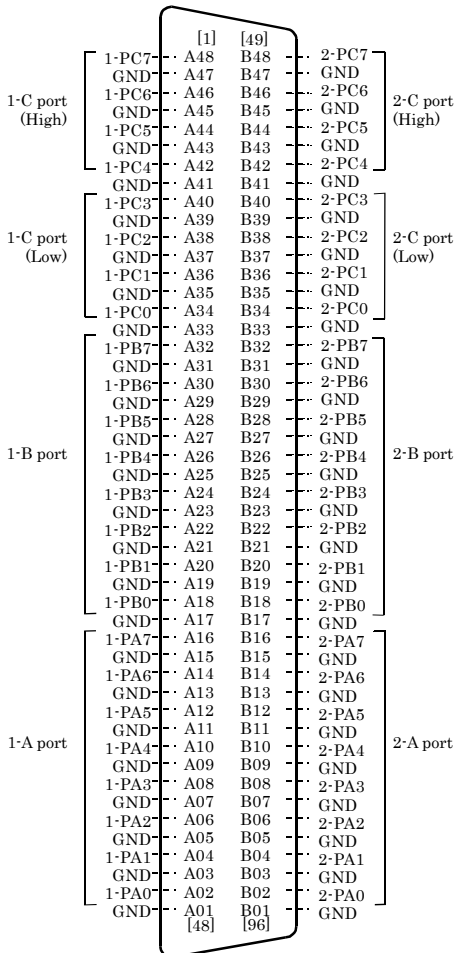 [1] [49]
1-PC7 A48 B48 2-PC7
GND A47 B47 GND
1-PC6 A46 B46 2-PC6
1-C port 2-C port
(High) (High)
GND A45 B45 GND
1-PC5 A44 B44 2-PC5
GND A43 B43 GND
1-PC4 A42 B42 2-PC4
GND A41 B41 GND
1-PC3 A40 B40 2-PC3
GND A39 B39 GND
1-C port 2-C port
(Low) (Low)
1-PC2 A38 B38 2-PC2
GND A37 B37 GND
1-PC1 A36 B36 2-PC1
GND A35 B35 GND
1-PC0 A34 B34 2-PC0
GND A33 B33 GND
1-PB7 A32 B32 2-PB7
GND A31 B31 GND
1-PB6 A30 B30 2-PB6
GND A29 B29 GND
1-PB5 A28 B28 2-PB5
GND A27 B27 GND
1-B port 1-PB4 A26 B26 2-PB4 2-B port
GND A25 B25 GND
1-PB3 A24 B24 2-PB3
GND A23 B23 GND
1-PB2 A22 B22 2-PB2
GND A21 B21 GND
1-PB1 A20 B20 2-PB1
GND A19 B19 GND
1-PB0 A18 B18 2-PB0
GND A17 B17 GND
1-PA7 A16 B16 2-PA7
GND A15 B15 GND
1-PA6 A14 B14 2-PA6
GND A13 B13 GND
1-PA5 A12 B12 2-PA5
GND A11 B11 GND
1-A port 1-PA4 A10 B10 2-PA4 2-A port
GND A09 B09 GND
1-PA3 A08 B08 2-PA3
GND A07 B07 GND
1-PA2 A06 B06 2-PA2
GND A05 B05 GND
1-PA1 A04 B04 2-PA1
GND A03 B03 GND
1-PA0 A02 B02 2-PA0
GND A01 B01 GND
[48] [96]